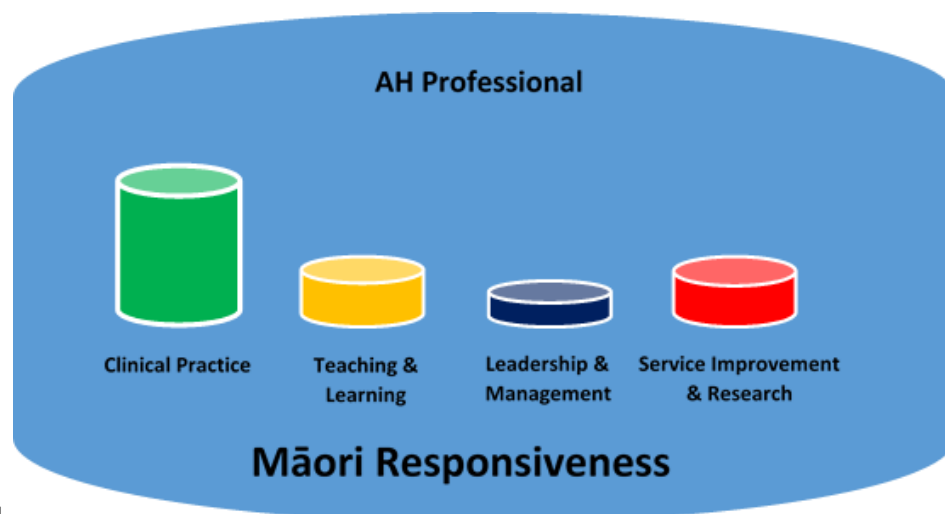 AH Professional
Clinical Practice
Teaching &
Learning
Leadership &
Management
Service Improvement
& Research
Māori Responsiveness